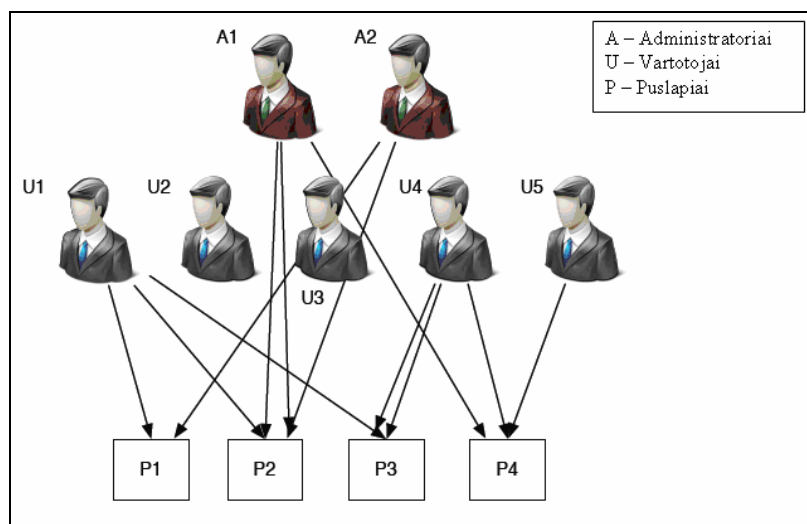 A1
A2
A – Administratoriai
U – Vartotojai
P – Puslapiai
U1
U2
U4
U5
U3
P1
P2
P3
P4